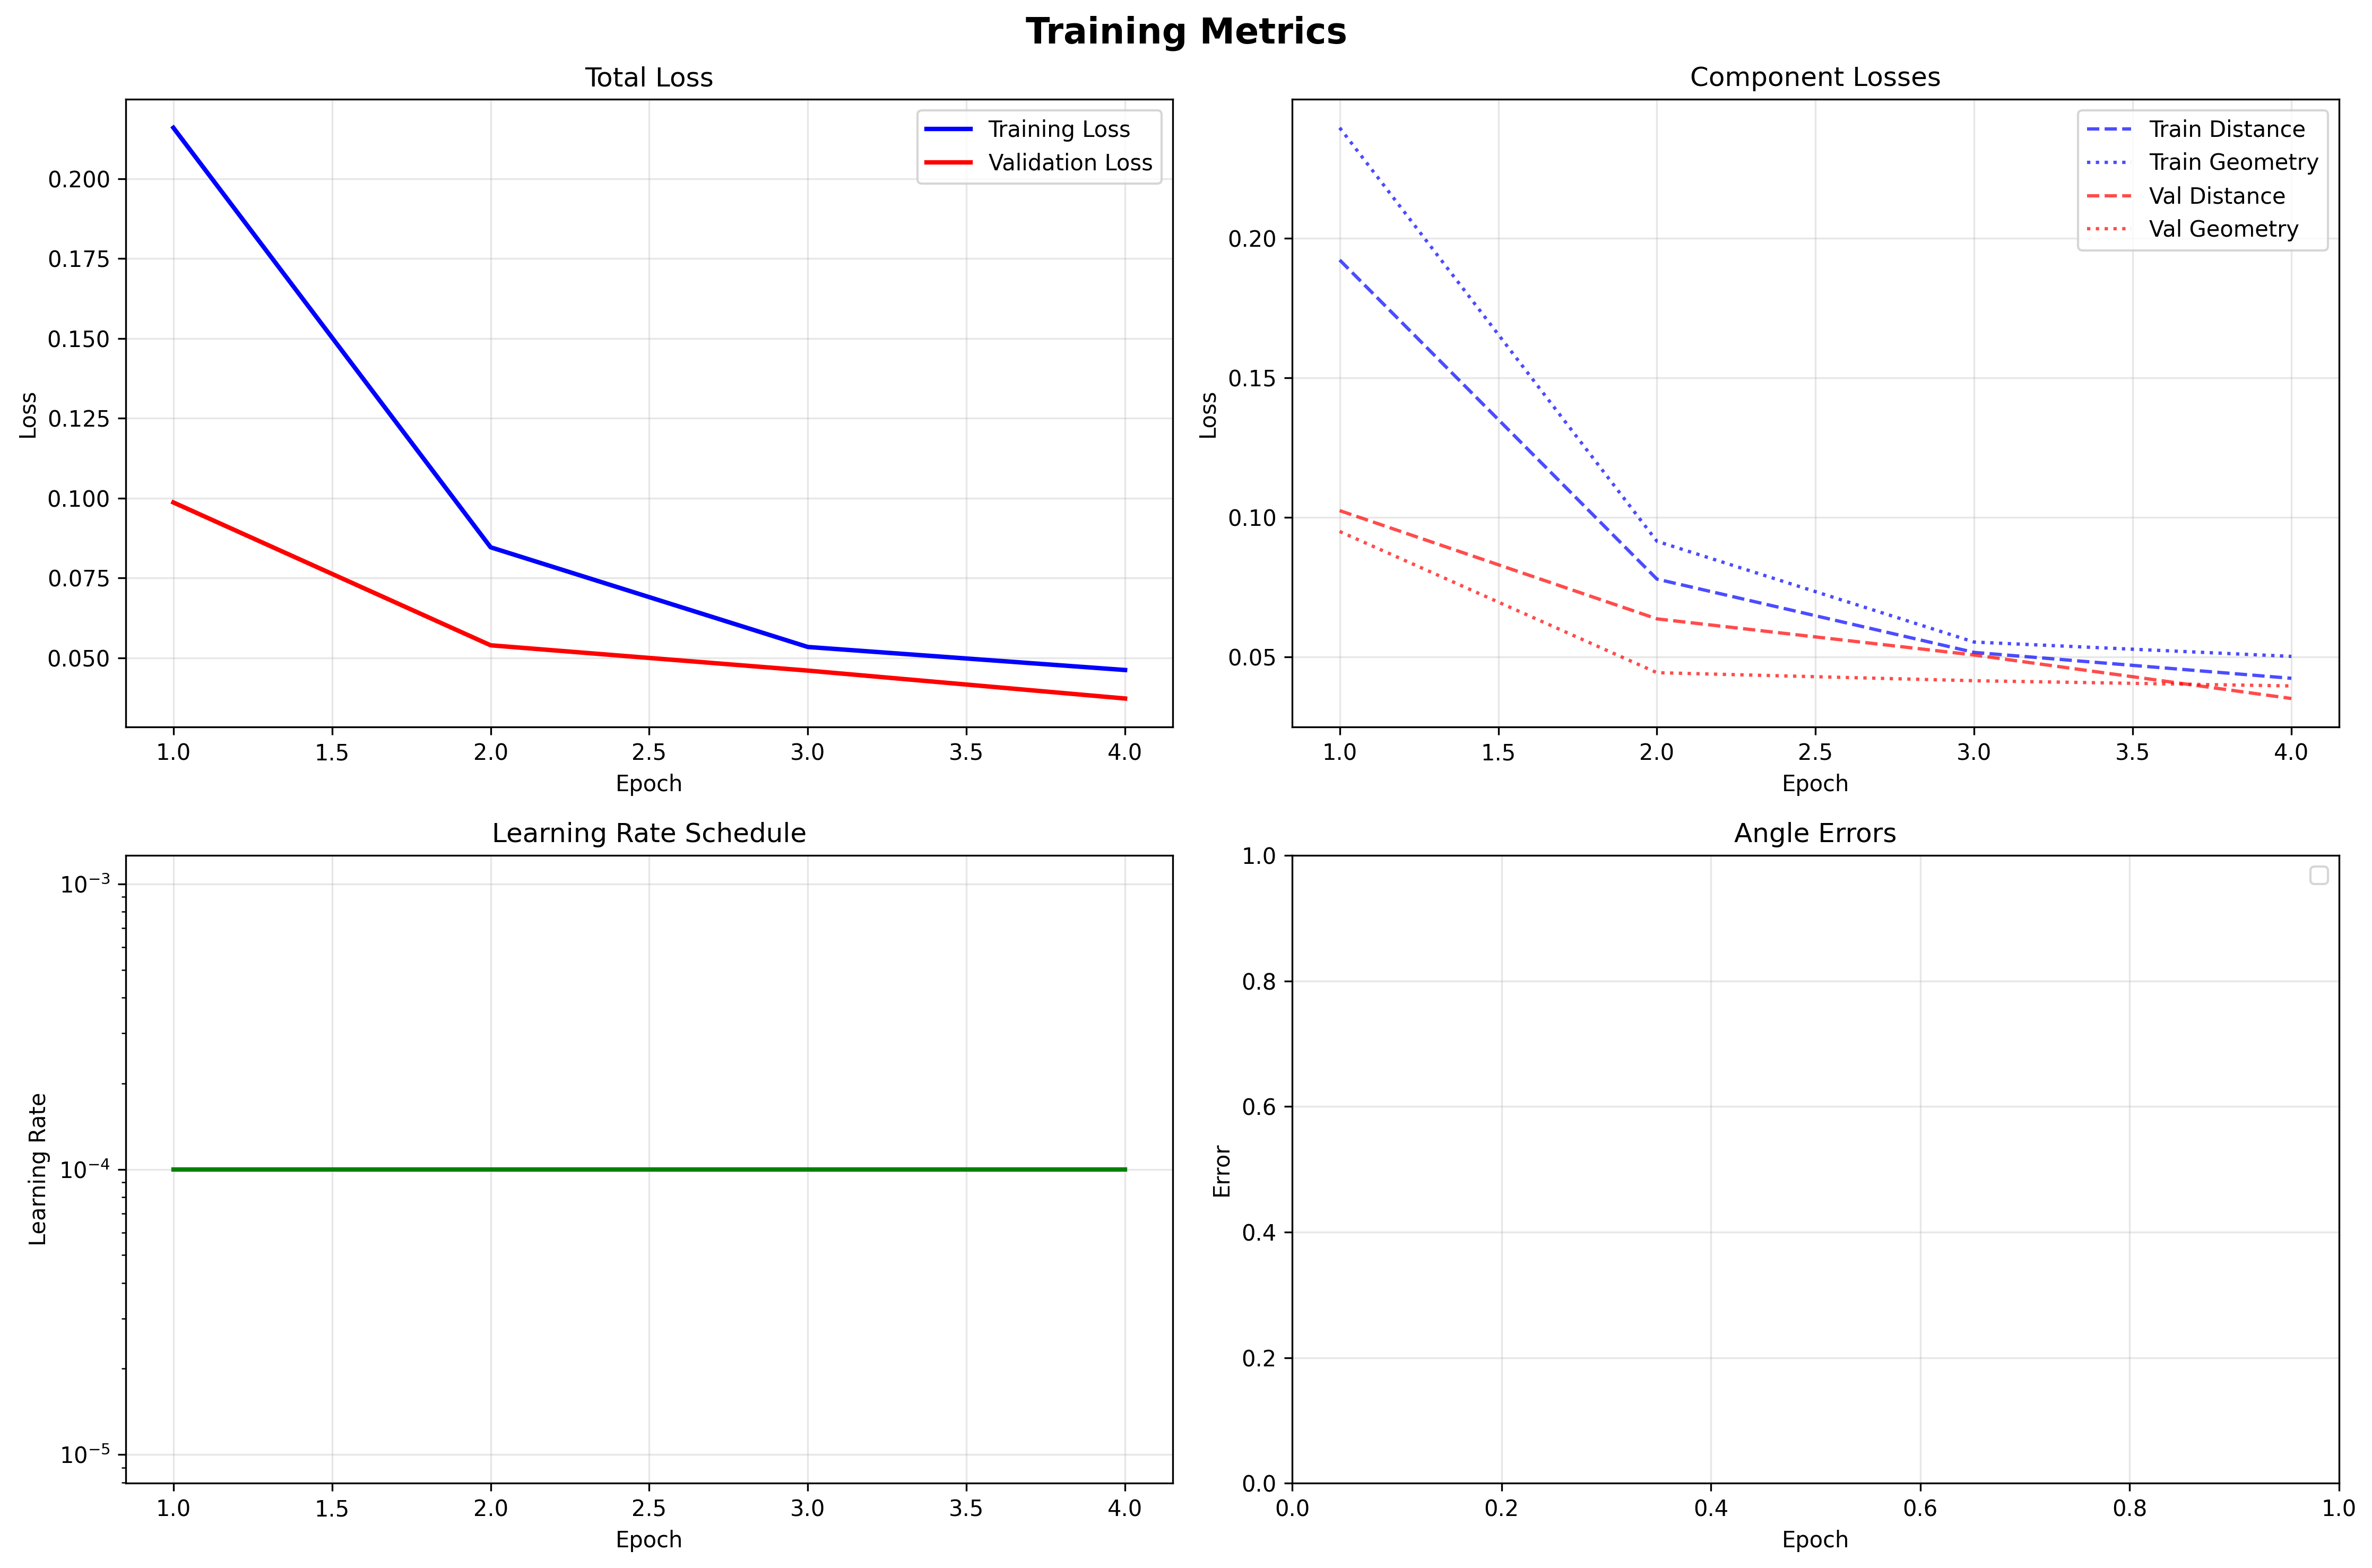 Training Metrics
Total Loss
Training Loss
Validation Loss
0.200
0.175
0.150
0.125
0.100
0.075
0.050
Loss
1.0 1.5 2.0 2.5 3.0 3.5 4.0
Epoch
Component Losses
Train Distance
Train Geometry
Val Distance
Val Geometry
0.20
0.15
0.10
0.05
Loss
1.0 1.5 2.0 2.5 3.0 3.5 4.0
Epoch
Learning Rate Schedule
10⁻³
10⁻⁴
10⁻⁵
Learning Rate
1.0 1.5 2.0 2.5 3.0 3.5 4.0
Epoch
Angle Errors
1.0
0.8
0.6
0.4
0.2
0.0
Error
0.0 0.2 0.4 0.6 0.8 1.0
Epoch